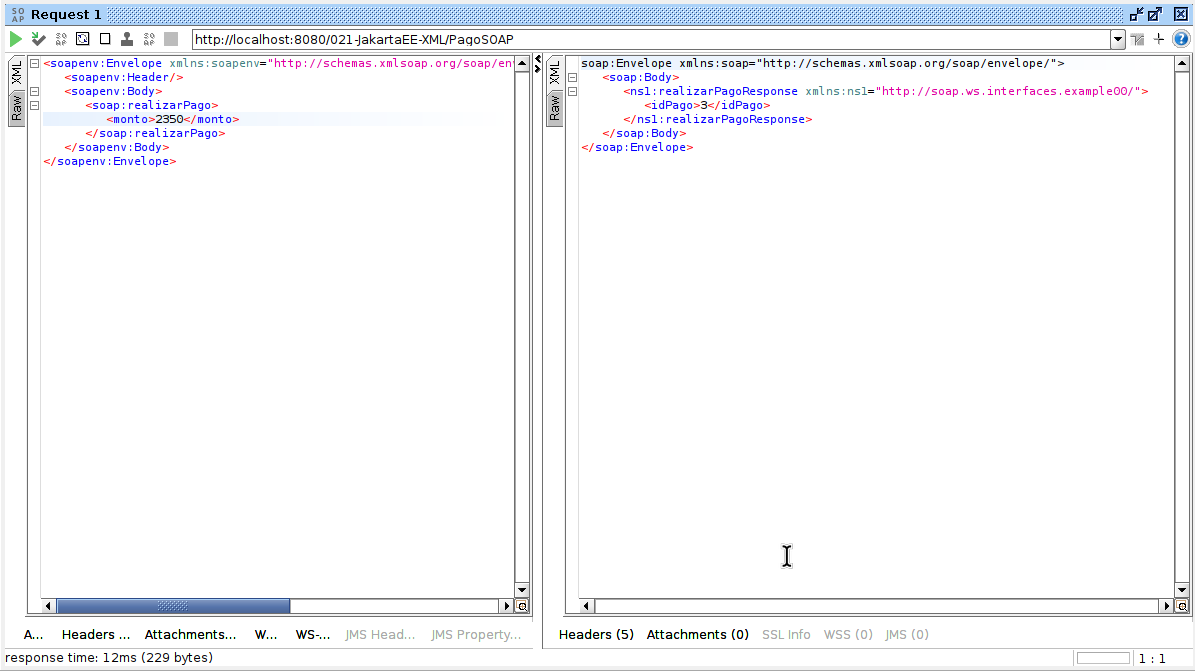 SO AP Request 1
http://localhost:8080/021-JakartaEE-XML/PagoSOAP
XML
Raw
<soapenv:Envelope xmlns:soapenv="http://schemas.xmlsoap.org/soap/en
<soapenv:Header/>
<soapenv:Body>
<soap:realizarPago>
<monto>2350</monto>
</soap:realizarPago>
</soapenv:Body>
</soapenv:Envelope>
XML
Raw
soap:Envelope xmlns:soap="http://schemas.xmlsoap.org/soap/envelope/">
<soap:Body>
<ns1:realizarPagoResponse xmlns:ns1="http://soap.ws.interfaces.example00/">
<idPago>3</idPago>
</ns1:realizarPagoResponse>
</soap:Body>
</soap:Envelope>
A... Headers ... Attachments... W... WS-... JMS Head... JMS Property...
Headers (5) Attachments (0) SSL Info WSS (0) JMS (0)
response time: 12ms (229 bytes)
1 : 1